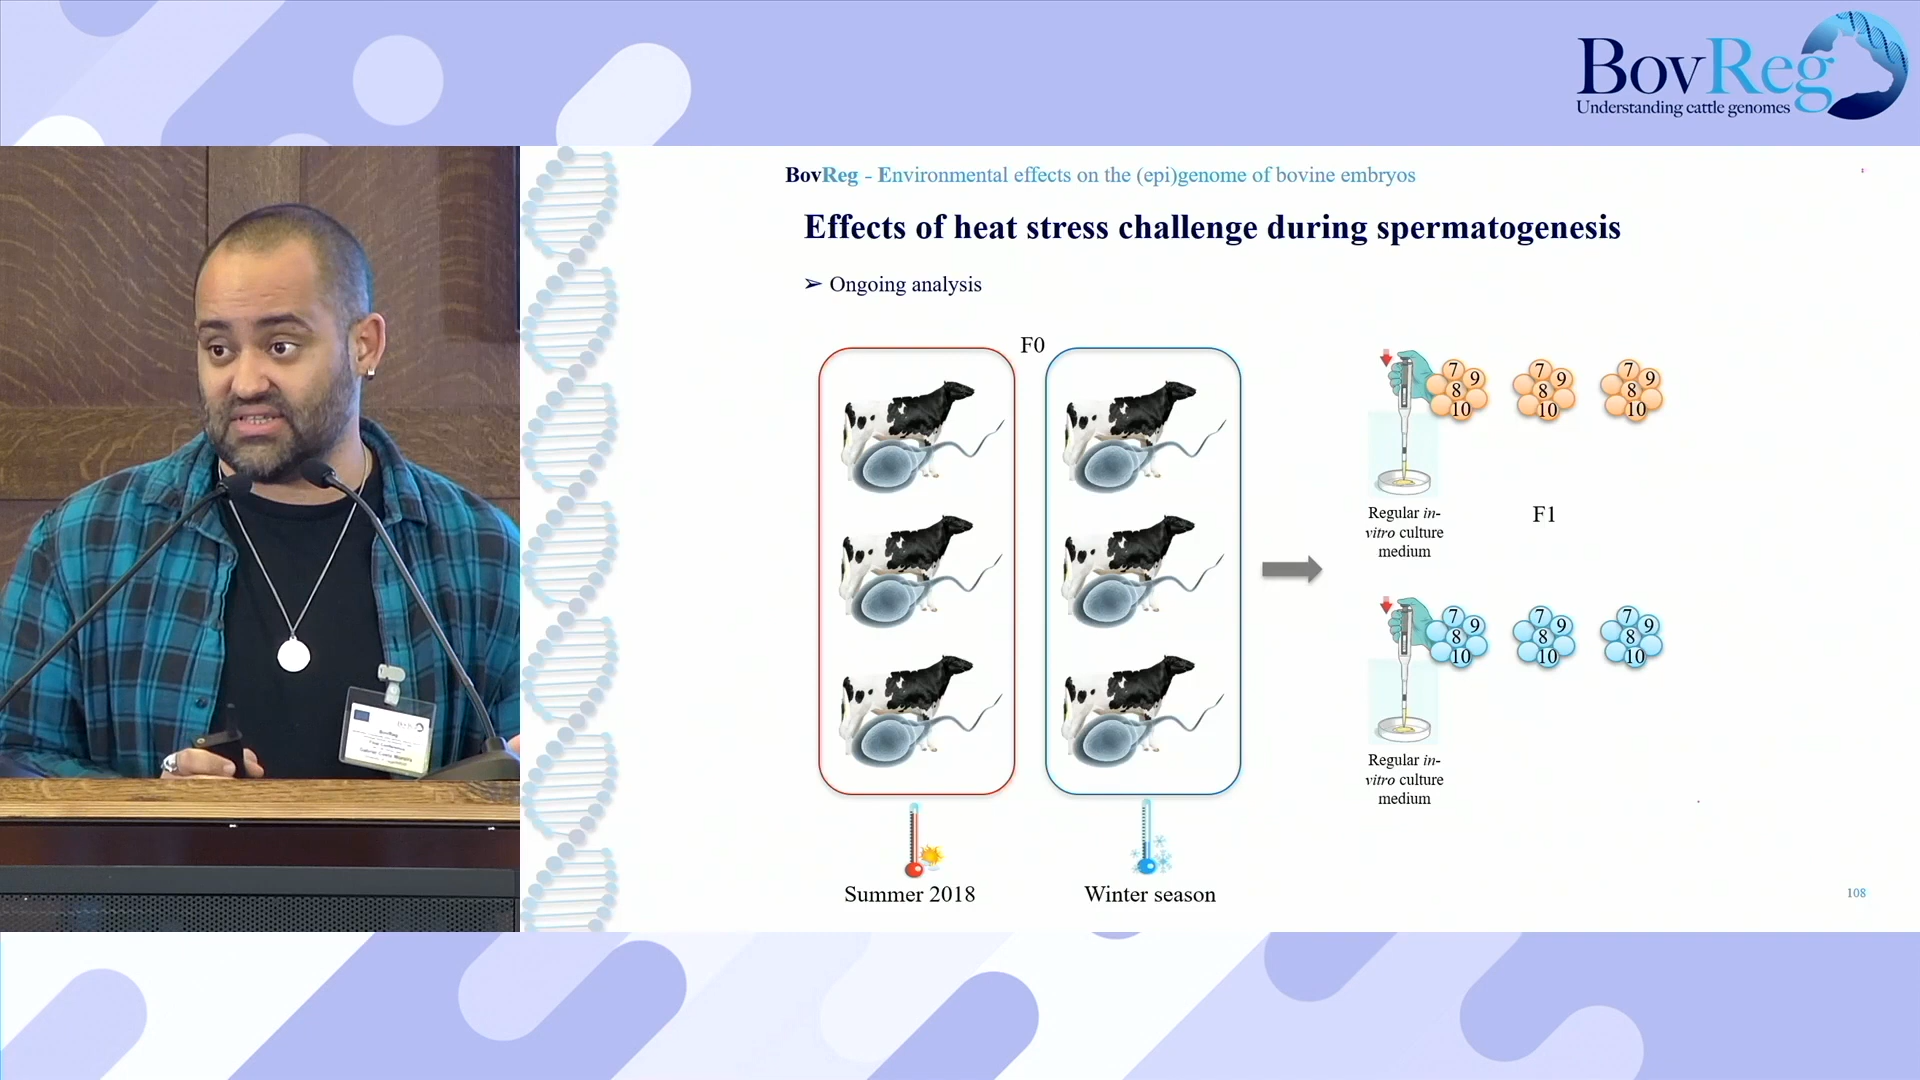 BovReg
Understanding cattle genomes
BovReg - Environmental effects on the (epi)genome of bovine embryos
Effects of heat stress challenge during spermatogenesis
➢ Ongoing analysis
F0
7 9
8
10
7 9
8
10
7 9
8
10
Regular in-
vitro culture
medium
F1
7 9
8
10
7 9
8
10
7 9
8
10
Regular in-
vitro culture
medium
Summer 2018
Winter season
108
BovReg
Final Conference